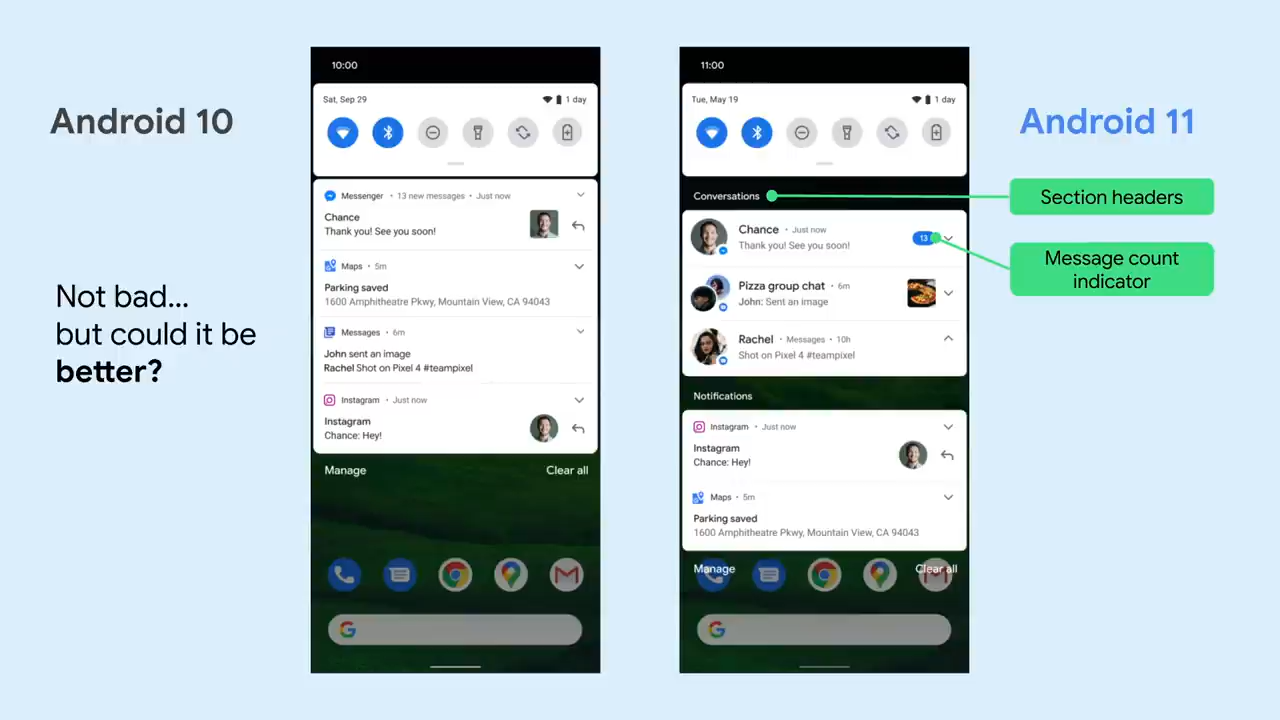 Android 10
Not bad...
but could it be
better?
10:00
Sat, Sep 29
1 day
Messenger • 13 new messages • Just now
Chance
Thank you! See you soon!
Maps • 5m
Parking saved
1600 Amphitheatre Pkwy, Mountain View, CA 94043
Messages • 6m
John sent an image
Rachel Shot on Pixel 4 #teampixel
Instagram • Just now
Instagram
Chance: Hey!
Manage
Clear all
11:00
Tue, May 19
1 day
Conversations
Chance • Just now
Thank you! See you soon!
13
Pizza group chat • 6m
John: Sent an image
Rachel • Messages • 10h
Shot on Pixel 4 #teampixel
Notifications
Instagram • Just now
Instagram
Chance: Hey!
Maps • 5m
Parking saved
1600 Amphitheatre Pkwy, Mountain View, CA 94043
Manage
Clear all
Android 11
Section headers
Message count
indicator